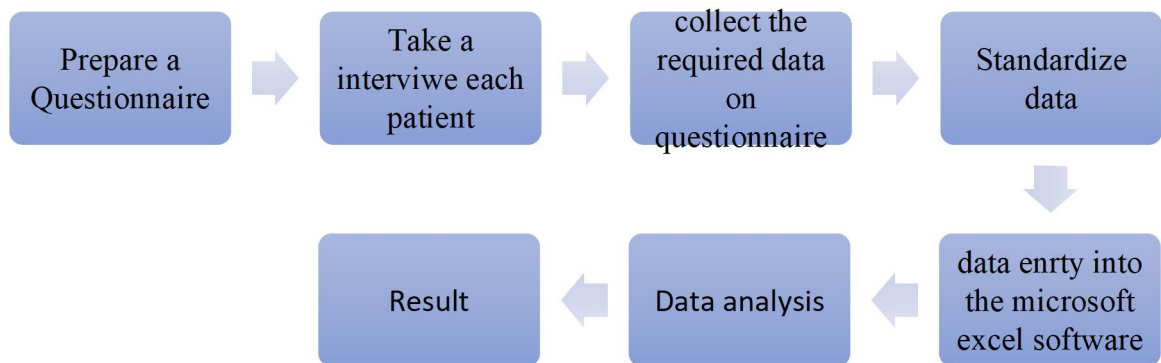 Prepare a
Questionnaire
Take a
interviwe each
patient
collect the
required data
on
questionnaire
Standardize
data
data enrty into
the microsoft
excel software
Data analysis
Result